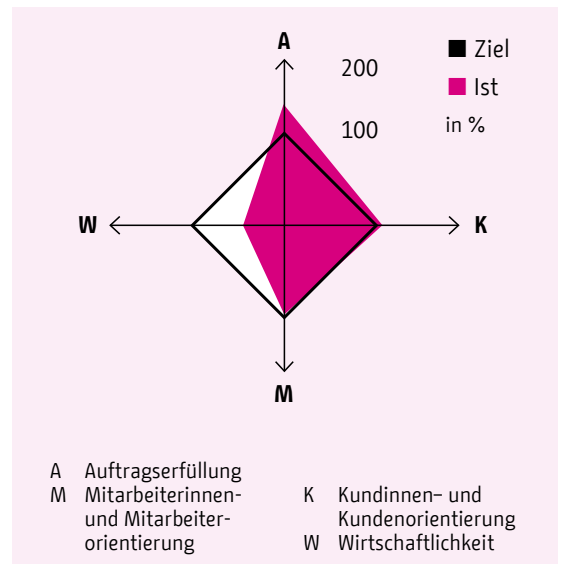 A
200
100
Ziel
Ist
in %
W
K
M
A Auftragserfüllung
M Mitarbeiterinnen-
und Mitarbeiter-
orientierung
K Kundinnen– und
Kundenorientierung
W Wirtschaftlichkeit